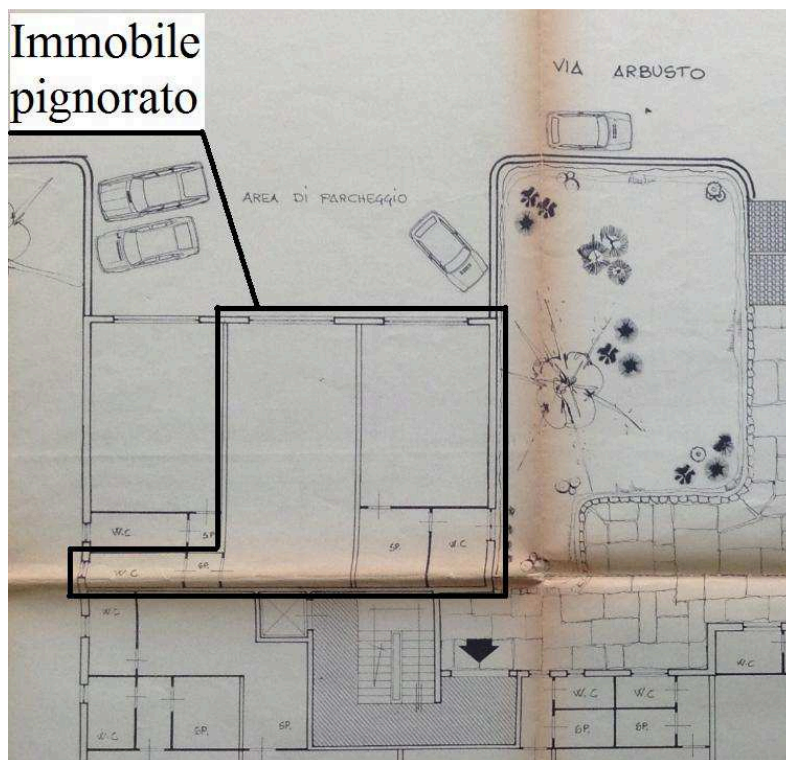 Immobile
pignorato
VIA ARBUSTO
AREA DI PARCHEGGIO
W.C
SP.
W.C
SP.
SP.
W.C
W.C
W.C
SP.
SP.
W.C
W.C
SP.
SP.
W.C